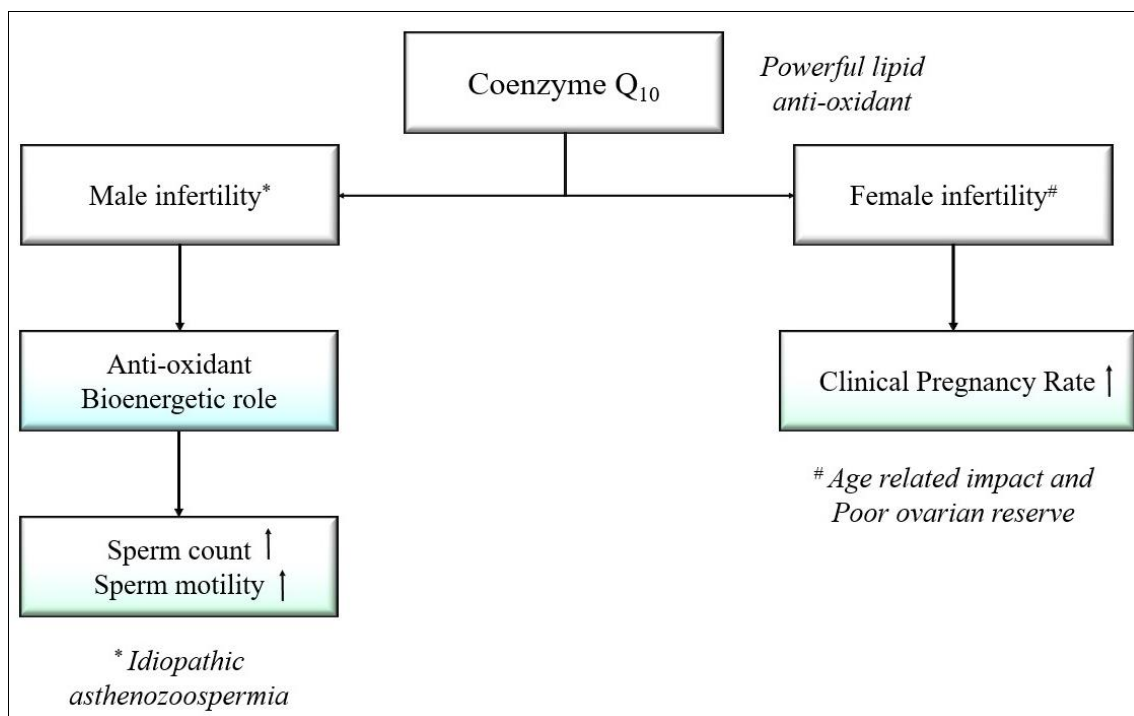 Coenzyme Q10
Powerful lipid
anti-oxidant
Male infertility*
Female infertility#
Anti-oxidant
Bioenergetic role
Clinical Pregnancy Rate ↑
Sperm count ↑
Sperm motility ↑
# Age related impact and
Poor ovarian reserve
* Idiopathic
asthenozoospermia